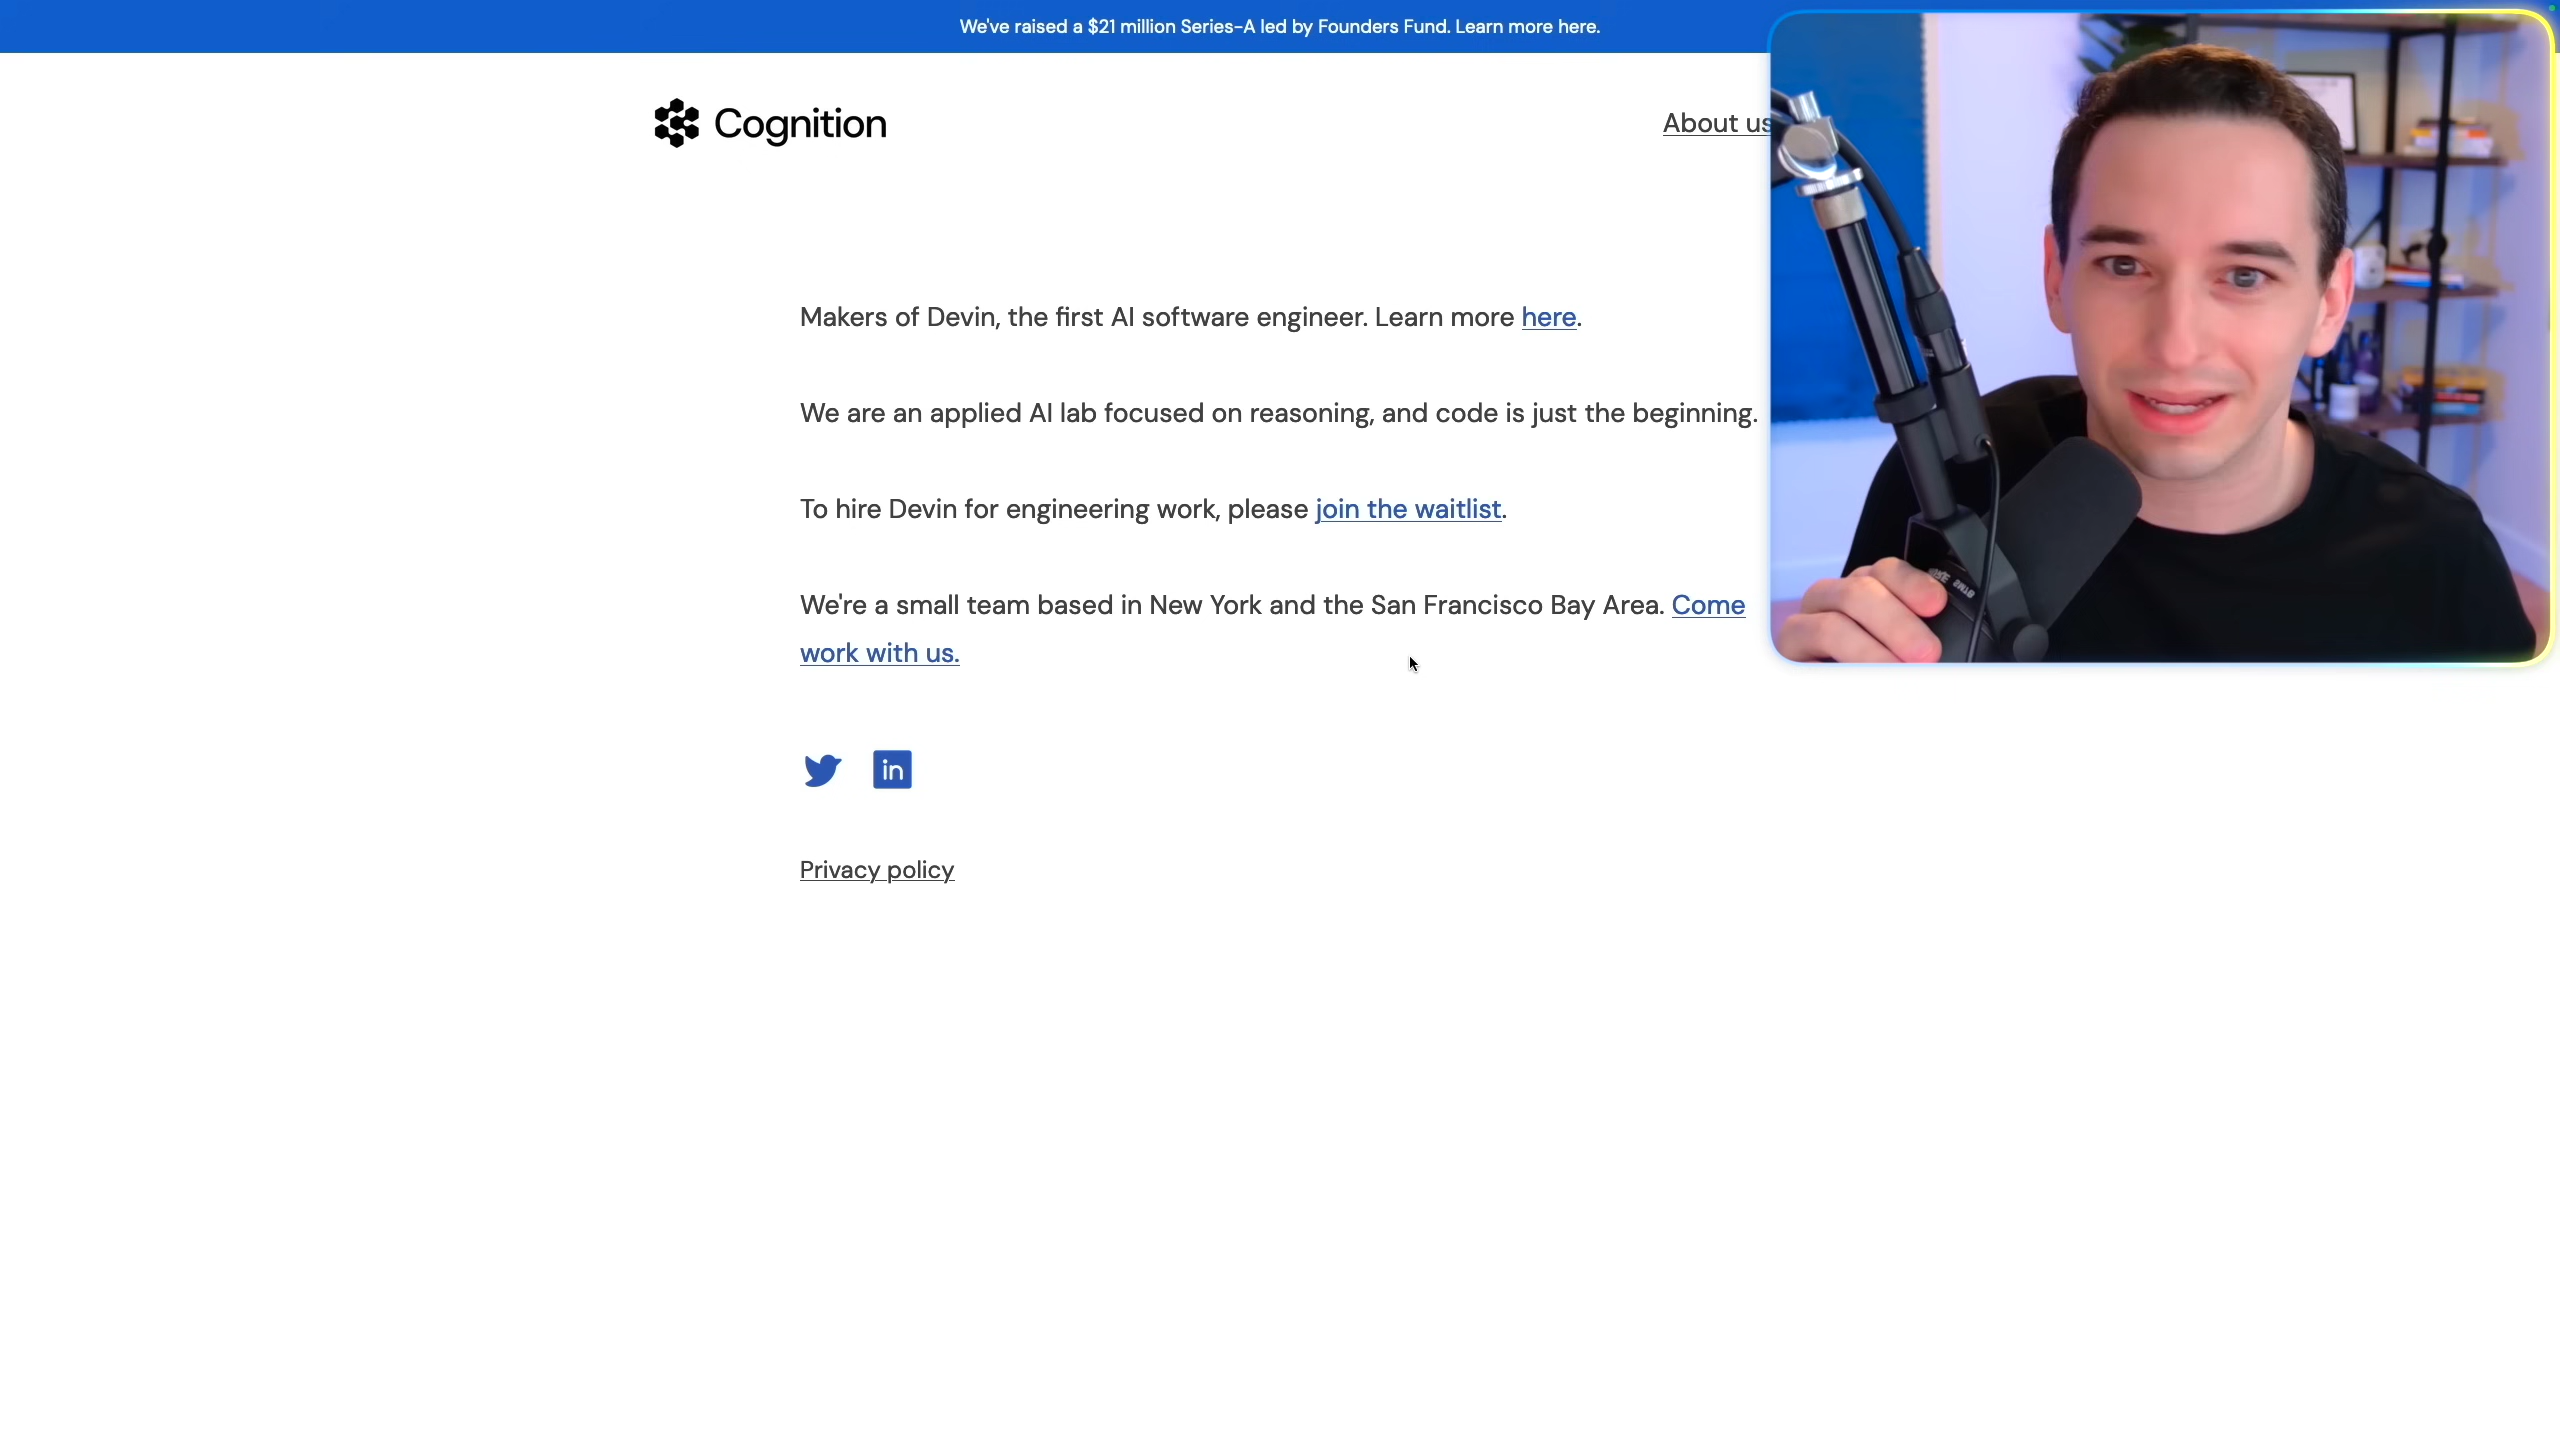 We've raised a $21 million Series-A led by Founders Fund. Learn more here.
Cognition
About us
Makers of Devin, the first AI software engineer. Learn more here.
We are an applied AI lab focused on reasoning, and code is just the beginning.
To hire Devin for engineering work, please join the waitlist.
We're a small team based in New York and the San Francisco Bay Area. Come
work with us.
in
Privacy policy